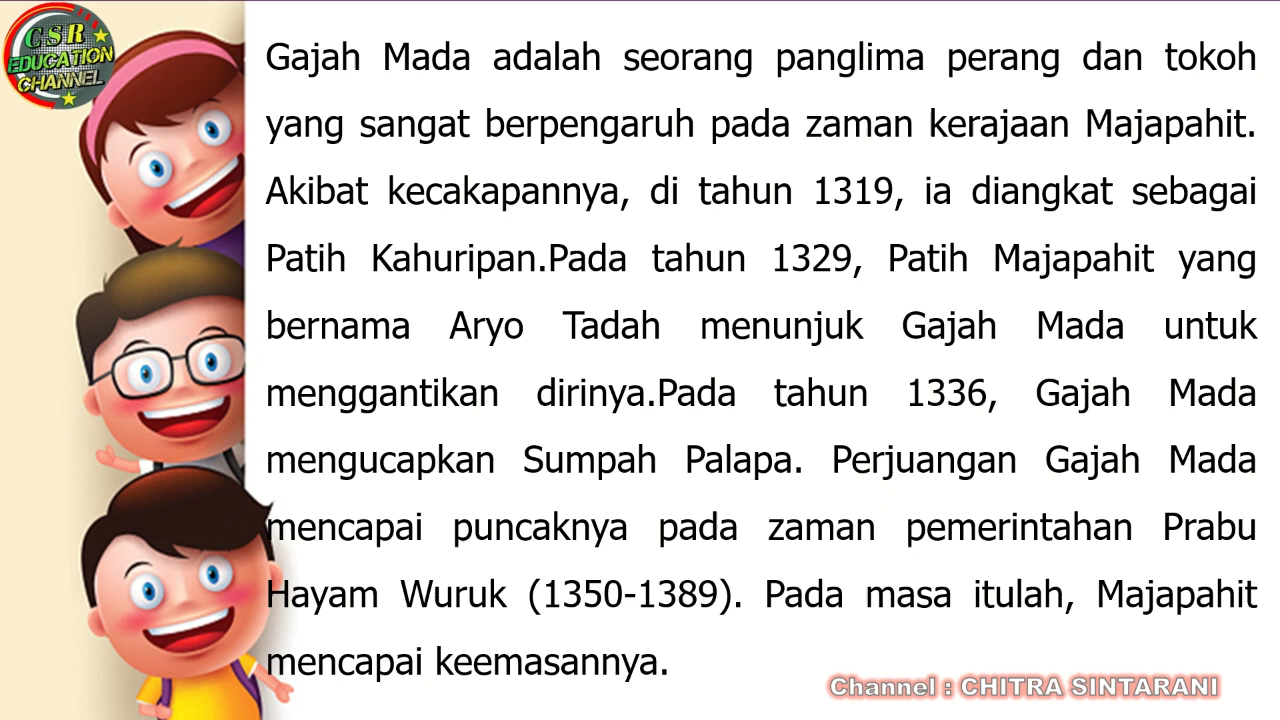 CSR
EDUCATION
CHANNEL
Gajah Mada adalah seorang panglima perang dan tokoh
yang sangat berpengaruh pada zaman kerajaan Majapahit.
Akibat kecakapannya, di tahun 1319, ia diangkat sebagai
Patih Kahuripan.Pada tahun 1329, Patih Majapahit yang
bernama Aryo Tadah menunjuk Gajah Mada untuk
menggantikan dirinya.Pada tahun 1336, Gajah Mada
mengucapkan Sumpah Palapa. Perjuangan Gajah Mada
mencapai puncaknya pada zaman pemerintahan Prabu
Hayam Wuruk (1350-1389). Pada masa itulah, Majapahit
mencapai keemasannya.
Channel : CHITRA SINTARANI